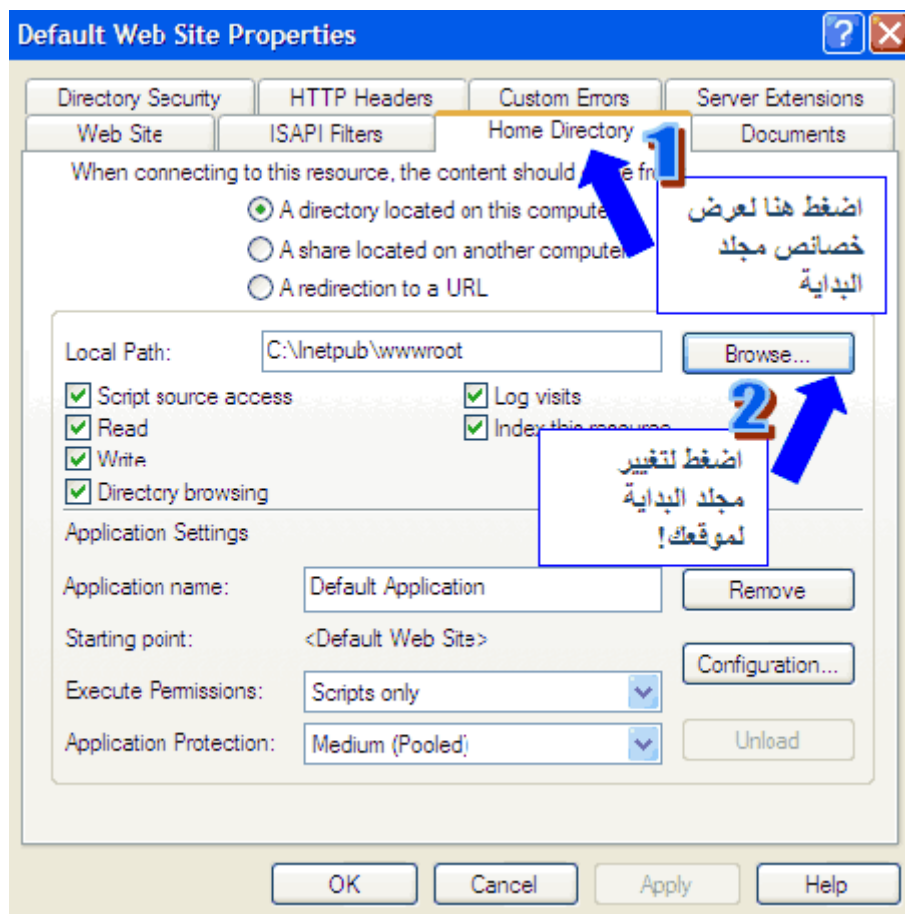 Default Web Site Properties
Directory Security HTTP Headers Custom Errors Server Extensions
Web Site ISAPI Filters Home Directory Documents
1
When connecting to this resource, the content should
اضغط هنا لعرض
خصائص مجلد
البداية
A directory located on this compute
A share located on another computer
A redirection to a URL
Local Path: C:\Inetpub\wwwroot Browse...
Script source access Log visits
Read Index this resource
Write
Directory browsing
2
اضغط لتغيير
مجلد البداية
لموقعك!
Application Settings
Application name: Default Application Remove
Starting point: <Default Web Site>
Configuration...
Execute Permissions: Scripts only
Application Protection: Medium (Pooled) Unload
OK Cancel Apply Help